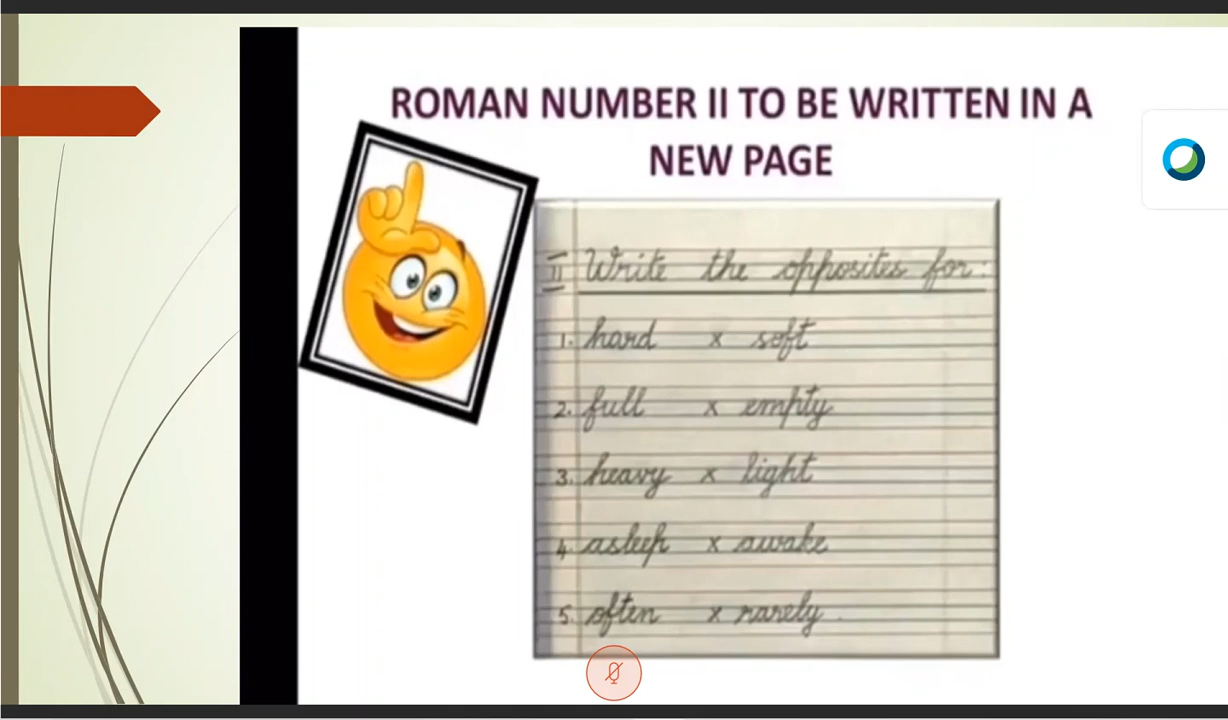 ROMAN NUMBER II TO BE WRITTEN IN A
NEW PAGE
II Write the opposites for:
1. hard x soft
2. full x empty
3. heavy x light
4. asleep x awake
5. often x rarely.